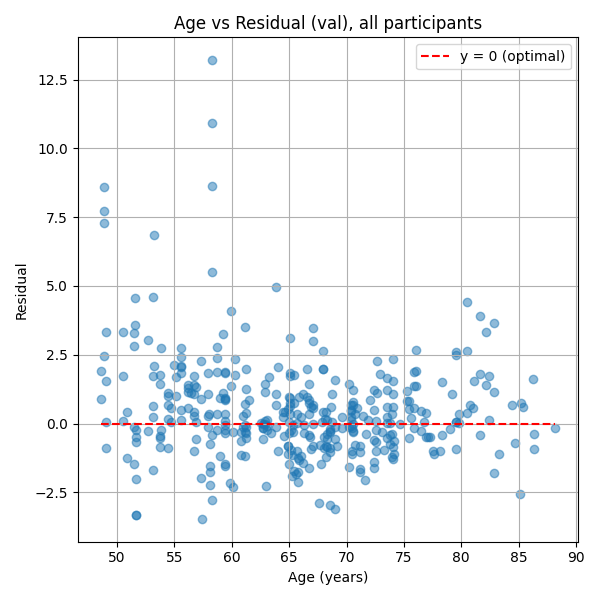 Age vs Residual (val), all participants
y = 0 (optimal)
12.5
10.0
7.5
5.0
2.5
0.0
−2.5
Residual
50 55 60 65 70 75 80 85 90
Age (years)